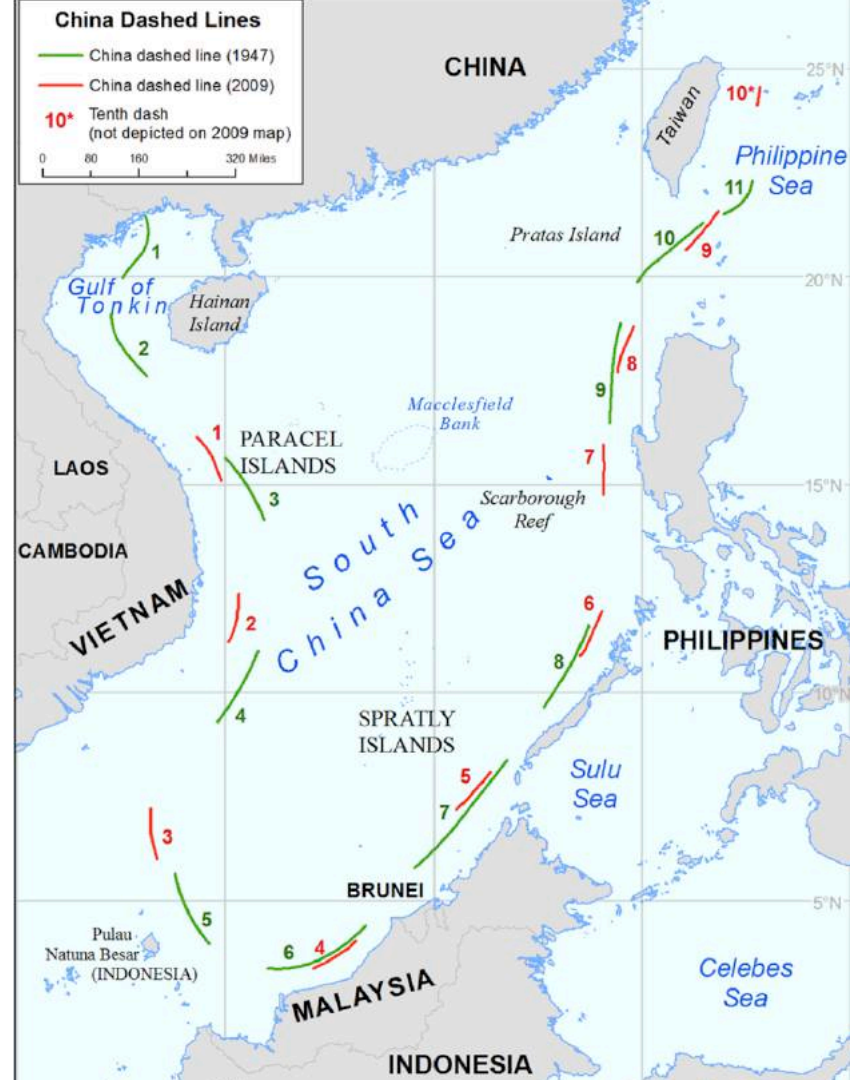 China Dashed Lines
China dashed line (1947)
China dashed line (2009)
10* Tenth dash
(not depicted on 2009 map)
0 80 160 320 Miles
CHINA
25°N
Taiwan
10*
Philippine
Sea
11
Pratas Island
10
9
1
20°N
Gulf of
Tonkin
Hainan
Island
2
8
9
Macclesfield
Bank
1
PARACEL
ISLANDS
7
LAOS
15°N
3
Scarborough
Reef
South
China Sea
CAMBODIA
VIETNAM
2
6
PHILIPPINES
8
10°N
4
SPRATLY
ISLANDS
5
Sulu
Sea
7
3
BRUNEI
5°N
5
Pulau
Natuna Besar
(INDONESIA)
6
4
MALAYSIA
Celebes
Sea
INDONESIA